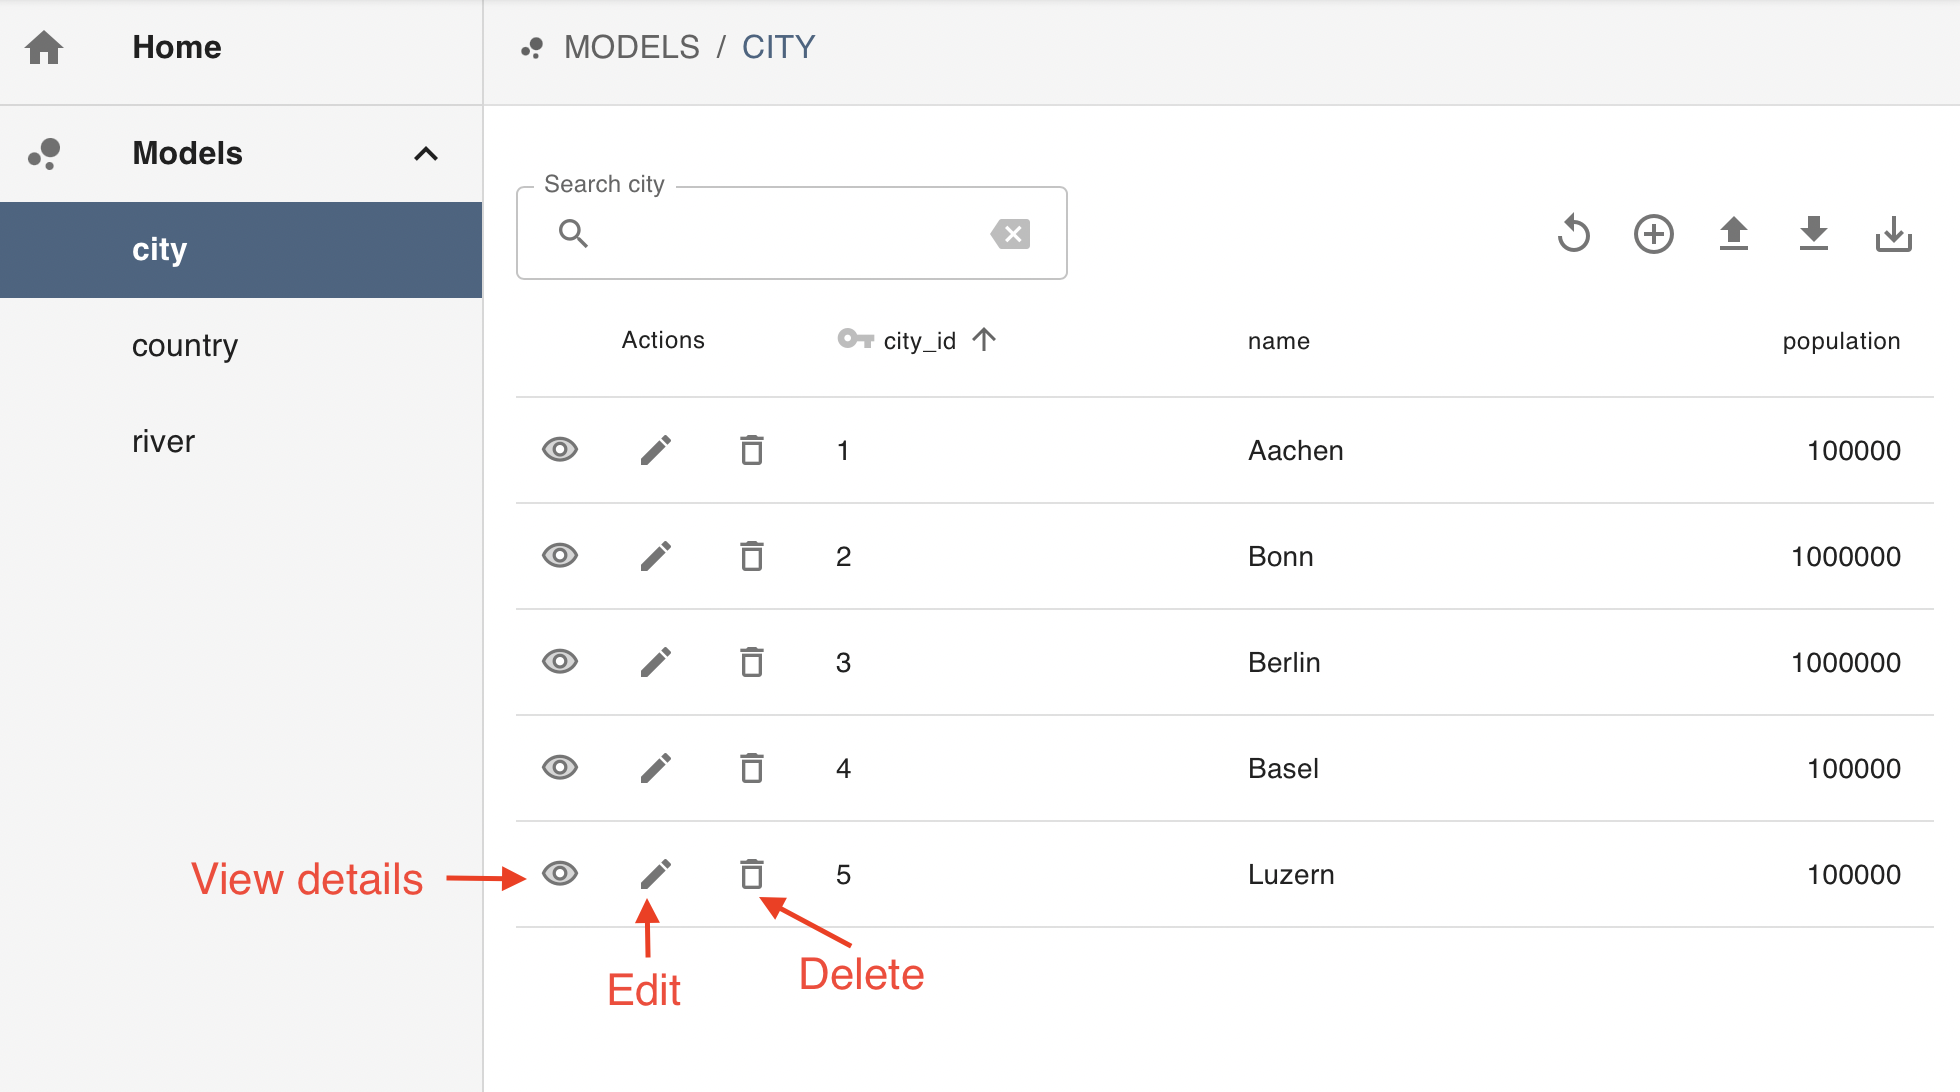 Home
MODELS / CITY
Models
city
country
river
Search city
Actions city_id name population
1 Aachen 100000
2 Bonn 1000000
3 Berlin 1000000
4 Basel 100000
View details 5 Luzern 100000
Edit Delete